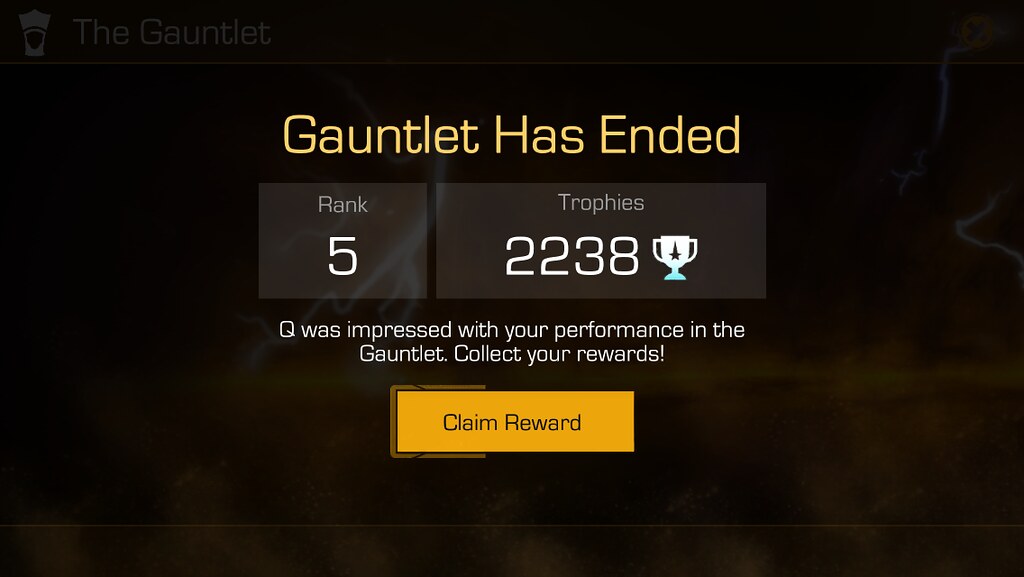 The Gauntlet
Gauntlet Has Ended
Rank
5
Trophies
2238
Q was impressed with your performance in the
Gauntlet. Collect your rewards!
Claim Reward